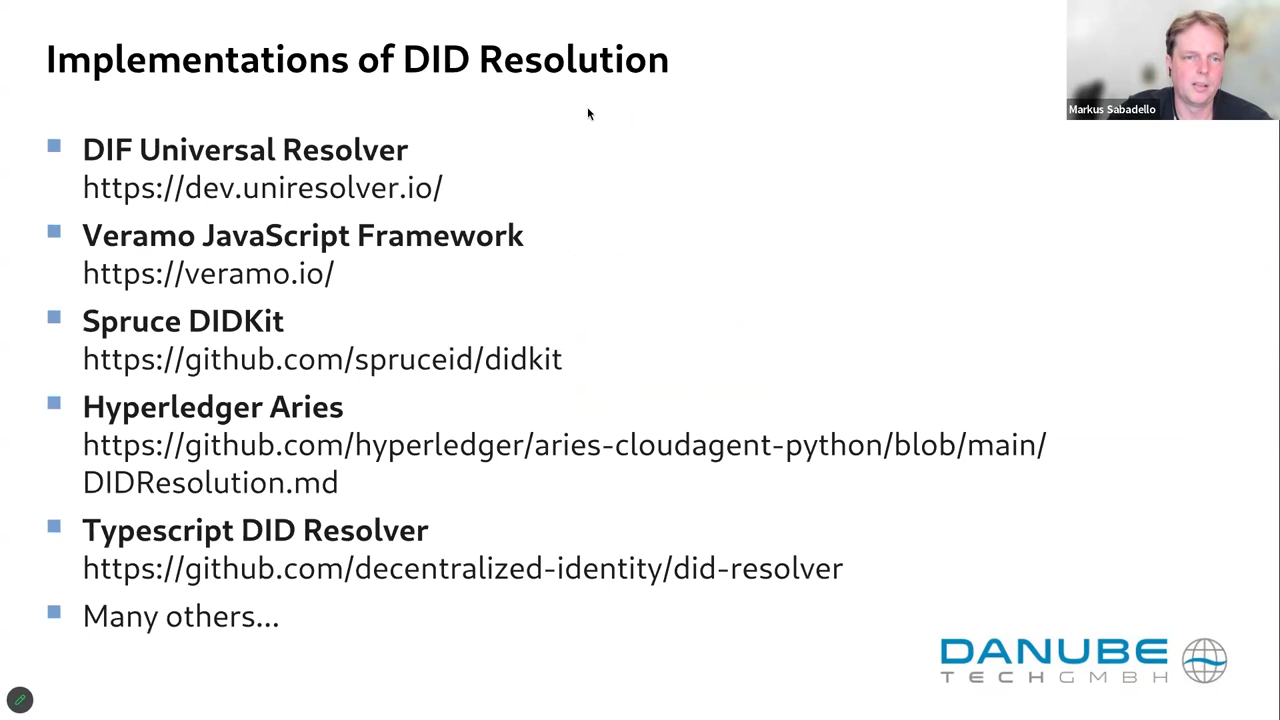 Implementations of DID Resolution
Markus Sabadello
DIF Universal Resolver
https://dev.uniresolver.io/
Veramo JavaScript Framework
https://veramo.io/
Spruce DIDKit
https://github.com/spruceid/didkit
Hyperledger Aries
https://github.com/hyperledger/aries-cloudagent-python/blob/main/
DIDResolution.md
Typescript DID Resolver
https://github.com/decentralized-identity/did-resolver
Many others...
DANUBE
TECH GMBH